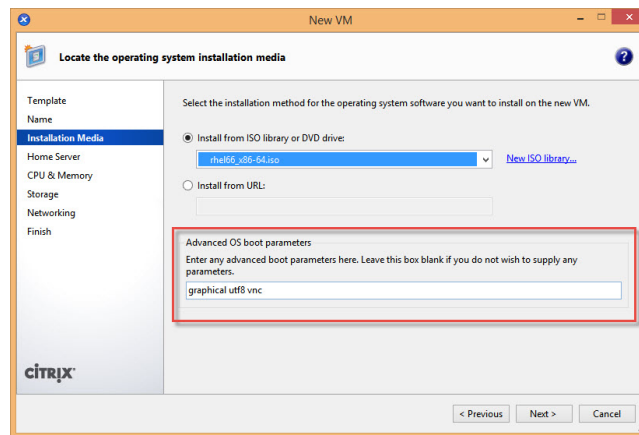 New VM
Locate the operating system installation media
Template
Name
Installation Media
Home Server
CPU & Memory
Storage
Networking
Finish
Select the installation method for the operating system software you want to install on the new VM.
Install from ISO library or DVD drive:
rhel66_x86-64.iso
New ISO library...
Install from URL:
Advanced OS boot parameters
Enter any advanced boot parameters here. Leave this box blank if you do not wish to supply any
parameters.
graphical utf8 vnc
CITRIX
< Previous
Next >
Cancel